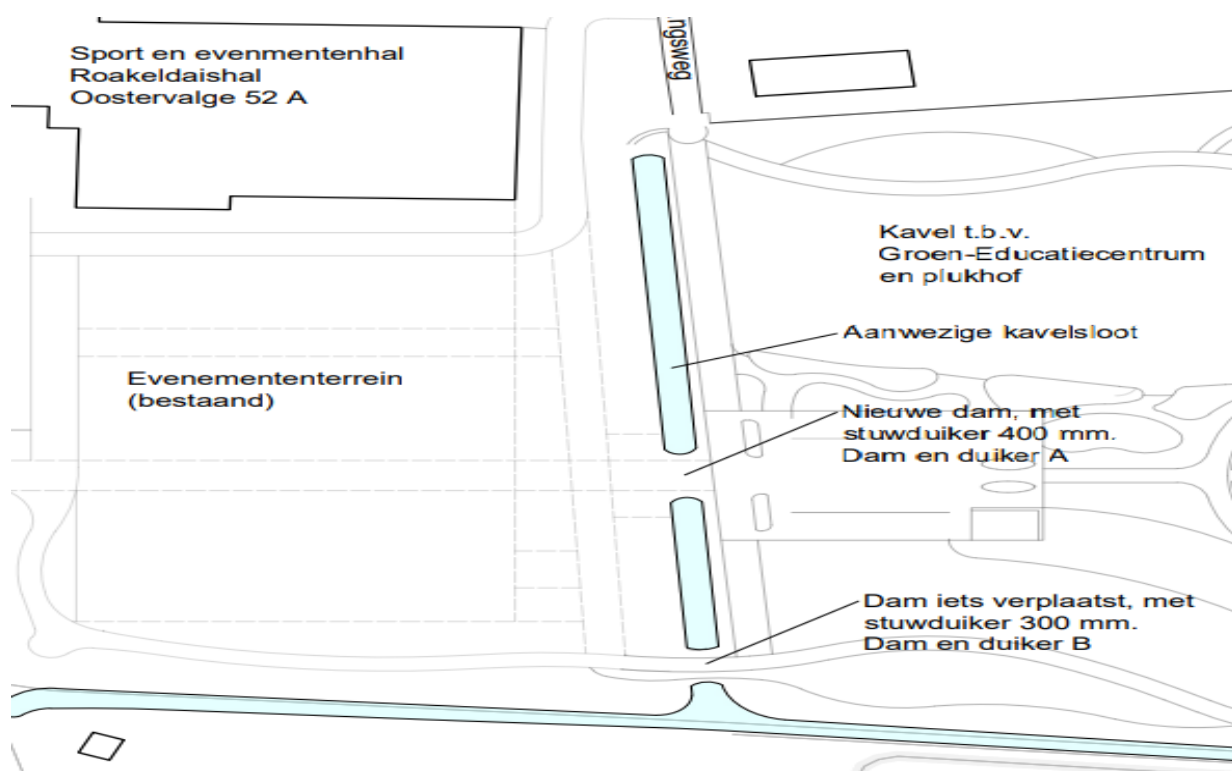 Sport en evenmentenhal
Roakeldaishal
Oostervalge 52 A
ngsweg
Kavel t.b.v.
Groen-Educatiecentrum
en plukhof
Aanwezige kavelsloot
Evenemententerrein
(bestaand)
Nieuwe dam, met
stuwduiker 400 mm.
Dam en duiker A
Dam iets verplaatst, met
stuwduiker 300 mm.
Dam en duiker B